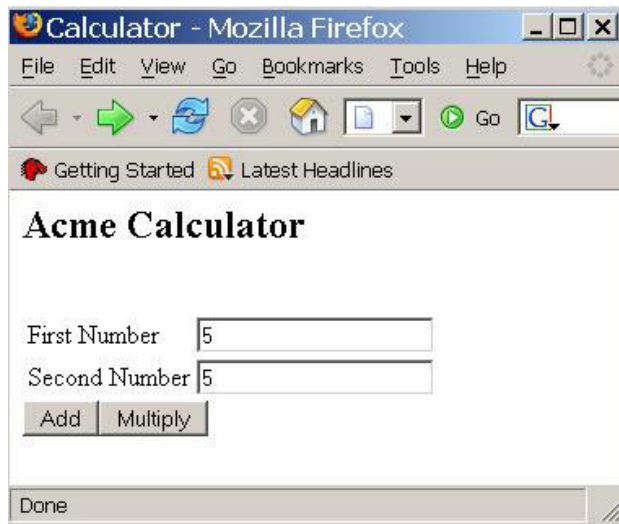 Calculator - Mozilla Firefox
File Edit View Go Bookmarks Tools Help
Go G
Getting Started Latest Headlines
Acme Calculator
First Number 5
Second Number 5
Add Multiply
Done